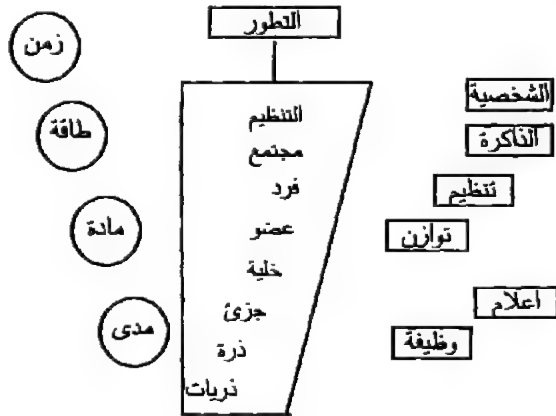 التطور
زمن
طاقة
مادة
مدى
التنظيم
مجتمع
فرد
عضو
خلية
جزئ
ذرة
ذريات
الشخصية
الذاكرة
تنظيم
توازن
اعلام
وظيفة